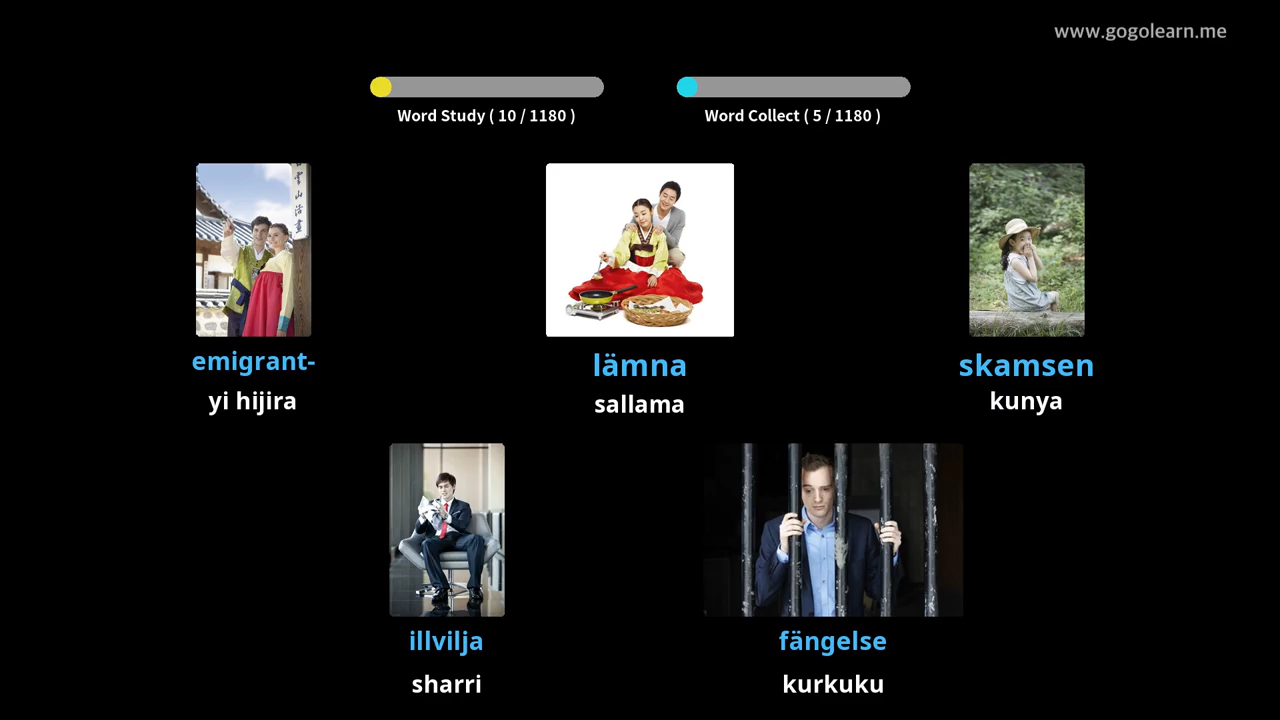 www.gogolearn.me
Word Study ( 10 / 1180 )
Word Collect ( 5 / 1180 )
emigrant-
yi hijira
lämna
sallama
skamsen
kunya
illvilja
sharri
fängelse
kurkuku